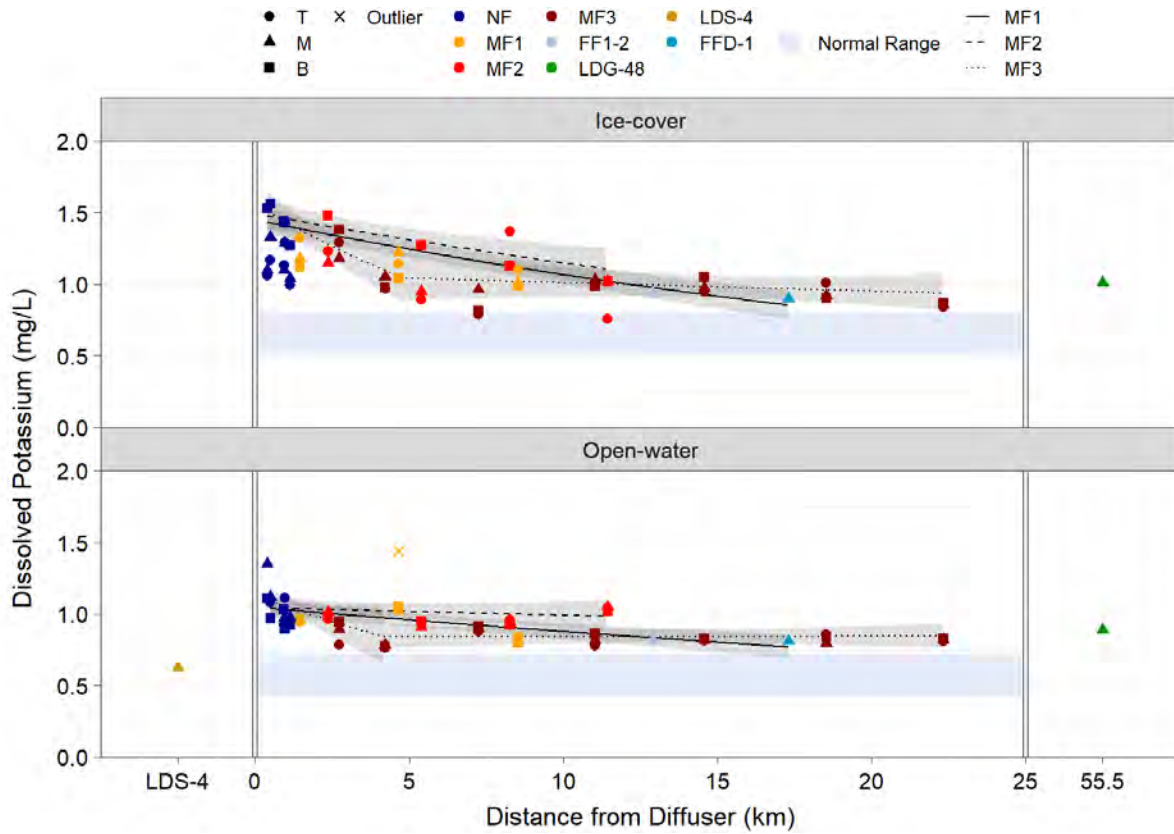 T Outlier NF MF3 LDS-4 MF1
M MF1 FF1-2 FFD-1 Normal Range MF2
B MF2 LDG-48 MF3
Ice-cover
2.0
1.5
1.0
0.5
0.0
Open-water
2.0
1.5
1.0
0.5
0.0
Dissolved Potassium (mg/L)
LDS-4 0 5 10 15 20 25 55.5
Distance from Diffuser (km)